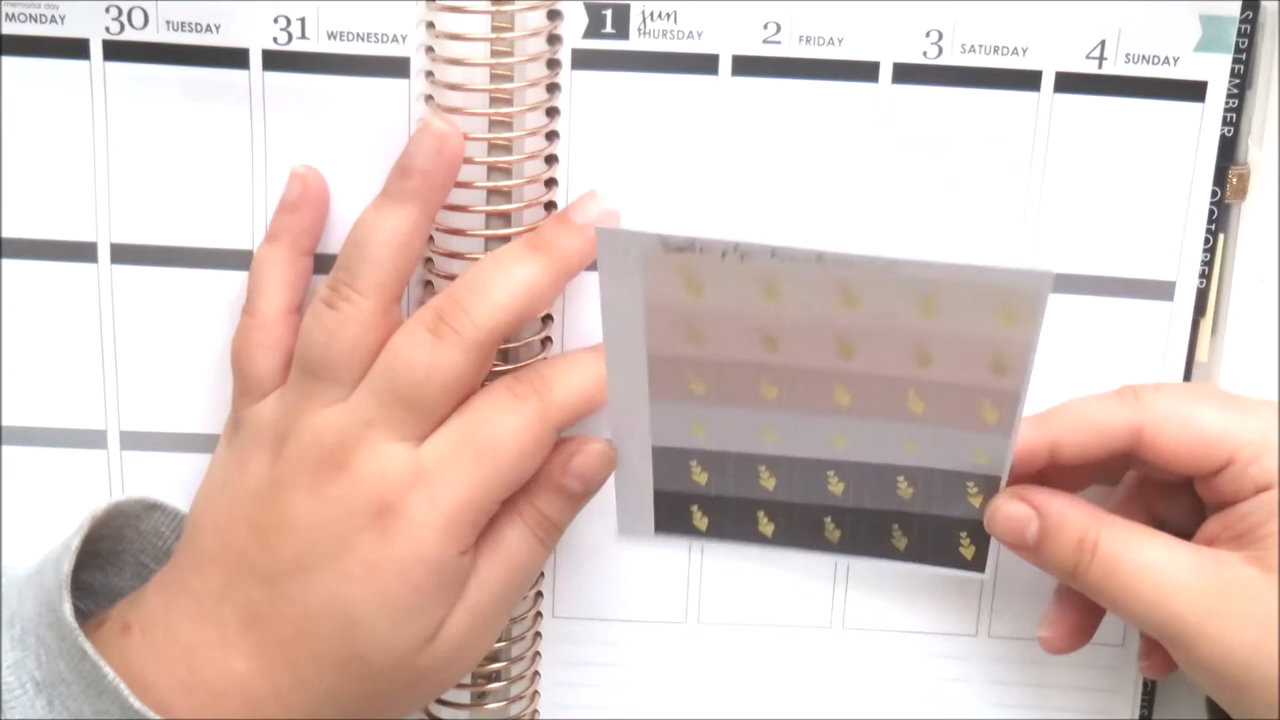 memorial day
MONDAY
30 TUESDAY
31 WEDNESDAY
1 jun
THURSDAY
2 FRIDAY
3 SATURDAY
4 SUNDAY
SEPTEMBER
OCTOBER